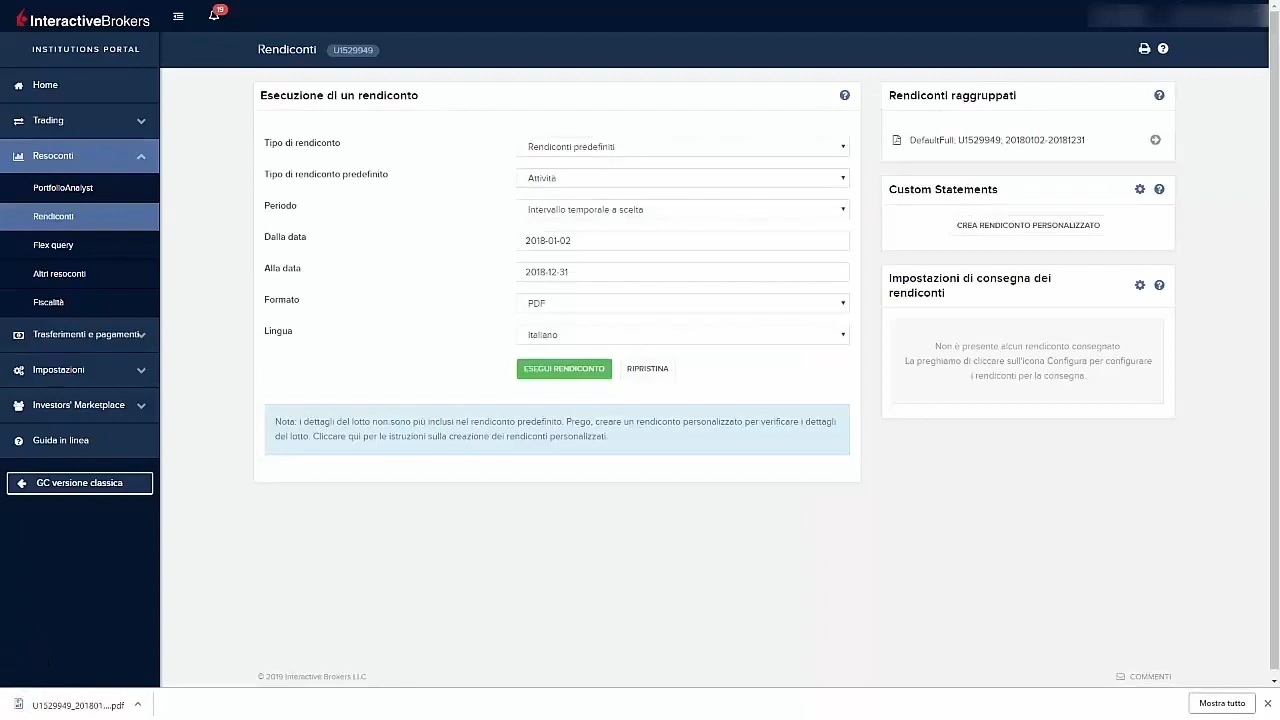 InteractiveBrokers
19
INSTITUTIONS PORTAL
Rendiconti U1529949
Home
Trading
Resoconti
PortfolioAnalyst
Rendiconti
Flex query
Altri resoconti
Fiscalità
Trasferimenti e pagamenti
Impostazioni
Investors' Marketplace
Guida in linea
GC versione classica
Esecuzione di un rendiconto
Tipo di rendiconto Rendiconti predefiniti
Tipo di rendiconto predefinito Attività
Periodo Intervallo temporale a scelta
Dalla data 2018-01-02
Alla data 2018-12-31
Formato PDF
Lingua Italiano
ESEGUI RENDICONTO RIPRISTINA
Nota: i dettagli del lotto non sono più inclusi nel rendiconto predefinito. Prego, creare un rendiconto personalizzato per verificare i dettagli
del lotto. Cliccare qui per le istruzioni sulla creazione dei rendiconti personalizzati.
Rendiconti raggruppati
DefaultFull; U1529949; 20180102-20181231
Custom Statements
CREA RENDICONTO PERSONALIZZATO
Impostazioni di consegna dei
rendiconti
Non è presente alcun rendiconto consegnato
La preghiamo di cliccare sull'icona Configura per configurare
i rendiconti per la consegna.
© 2019 Interactive Brokers LLC
COMMENTI
U1529949_201801....pdf
Mostra tutto